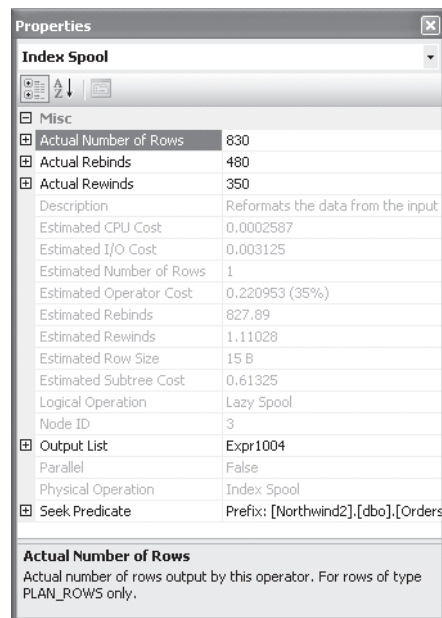 Properties
Index Spool
Misc
Actual Number of Rows 830
Actual Rebinds 480
Actual Rewinds 350
Description Reformats the data from the input
Estimated CPU Cost 0.0002587
Estimated I/O Cost 0.003125
Estimated Number of Rows 1
Estimated Operator Cost 0.220953 (35%)
Estimated Rebinds 827.89
Estimated Rewinds 1.11028
Estimated Row Size 15 B
Estimated Subtree Cost 0.61325
Logical Operation Lazy Spool
Node ID 3
Output List Expr1004
Parallel False
Physical Operation Index Spool
Seek Predicate Prefix: [Northwind2].[dbo].[Orders
Actual Number of Rows
Actual number of rows output by this operator. For rows of type
PLAN_ROWS only.